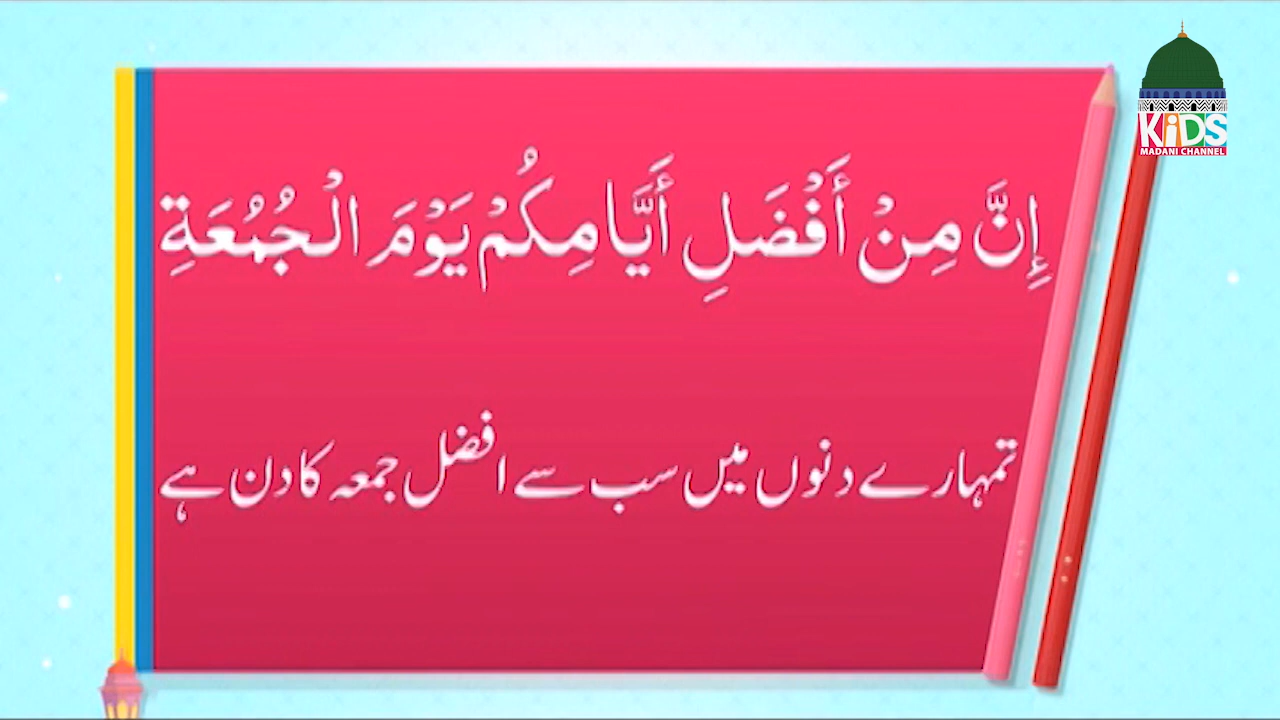 إِنَّ مِنْ أَفْضَلِ أَيَّامِكُمْ يَوْمَ الْجُمُعَةِ
تمہارے دنوں میں سب سے افضل جمعہ کا دن ہے
KiDS
MADANI CHANNEL